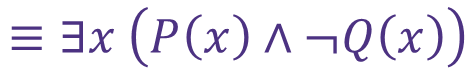 ≡ ∃x (P(x) ∧ ¬Q(x))